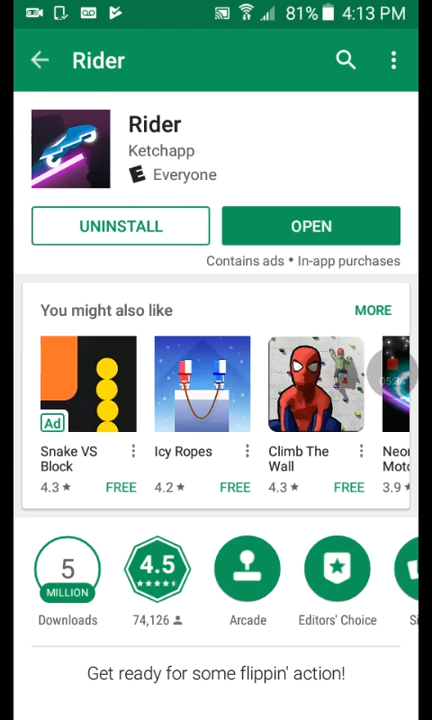 81% 4:13 PM
Rider
Rider
Ketchapp
E Everyone
UNINSTALL
OPEN
Contains ads • In-app purchases
You might also like
MORE
Ad
Snake VS Block
4.3 ★ FREE
Icy Ropes
4.2 ★ FREE
Climb The Wall
4.3 ★ FREE
Neo
Moto
3.9 ★
5 MILLION
Downloads
4.5
74,126
Arcade
Editors' Choice
Si
Get ready for some flippin' action!